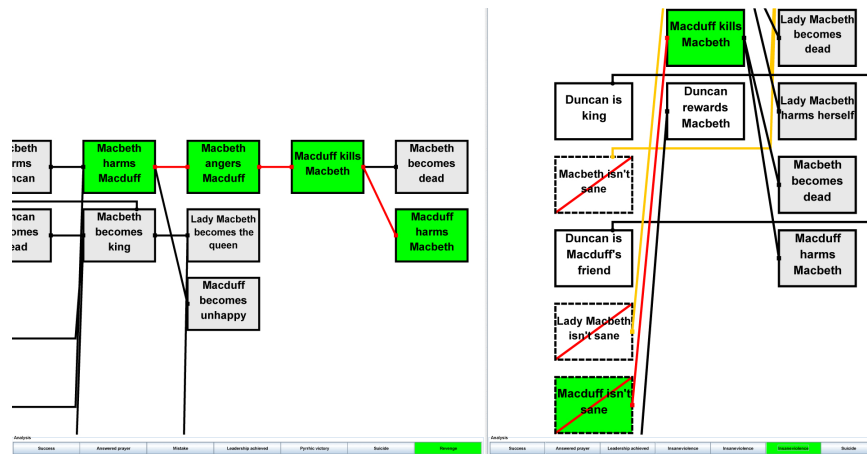 Macbeth
harms
Macduff
Macbeth
angers
Macduff
Macduff kills
Macbeth
Macbeth
becomes
dead
Macbeth
becomes
king
Lady Macbeth
becomes the
queen
Macduff
harms
Macbeth
Macduff
becomes
unhappy
Analysis
Success
Answered prayer
Mistake
Leadership achieved
Pyrrhic victory
Suicide
Revenge
Macduff kills
Macbeth
Lady Macbeth
becomes
dead
Duncan is
king
Duncan
rewards
Macbeth
Lady Macbeth
harms herself
Macbeth isn't
sane
Macbeth
becomes
dead
Duncan is
Macduff's
friend
Macduff
harms
Macbeth
Lady Macbeth
isn't sane
Macduff isn't
sane
Analysis
Success
Answered prayer
Leadership achieved
Insaneviolence
Insaneviolence
Insaneviolence
Suicide